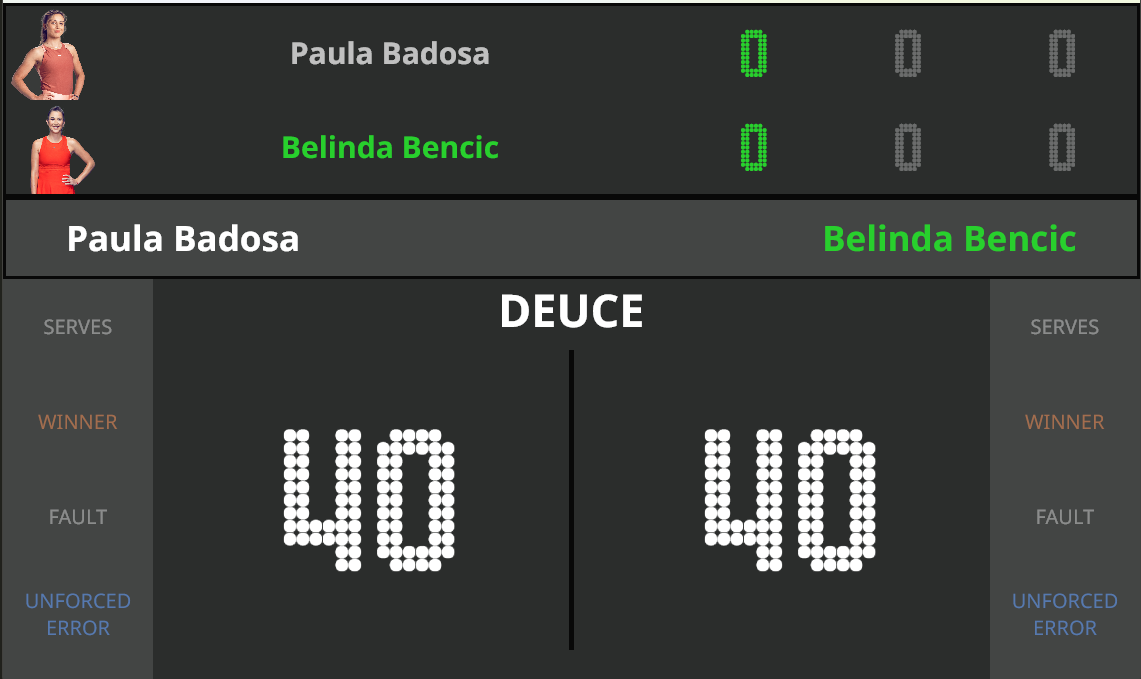 Paula Badosa 0 0 0
Belinda Bencic 0 0 0
Paula Badosa Belinda Bencic
DEUCE
SERVES SERVES
WINNER WINNER
40 40
FAULT FAULT
UNFORCED UNFORCED
ERROR ERROR